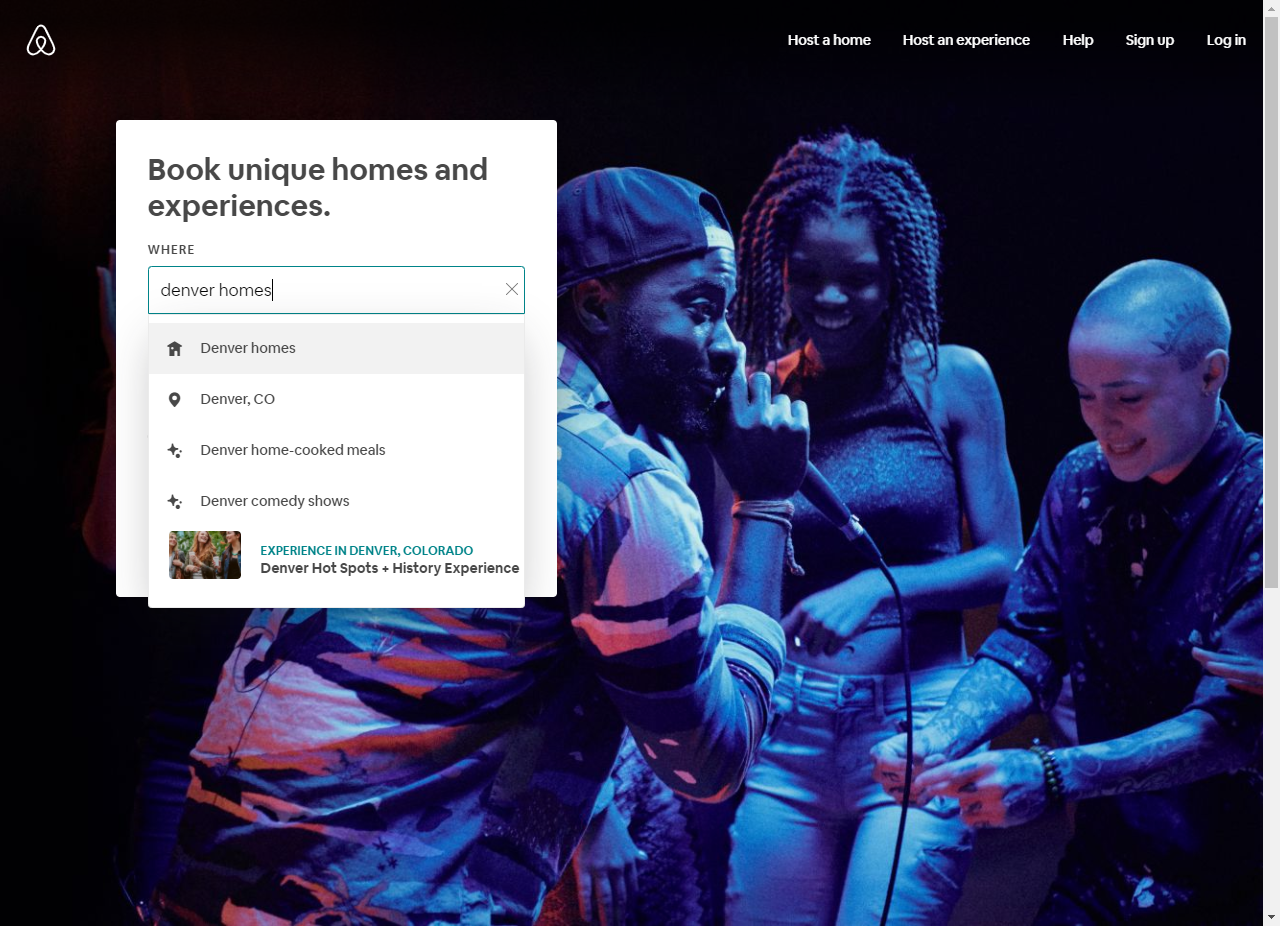 Host a home
Host an experience
Help
Sign up
Log in
Book unique homes and
experiences.
WHERE
denver homes
Denver homes
Denver, CO
Denver home-cooked meals
Denver comedy shows
EXPERIENCE IN DENVER, COLORADO
Denver Hot Spots + History Experience